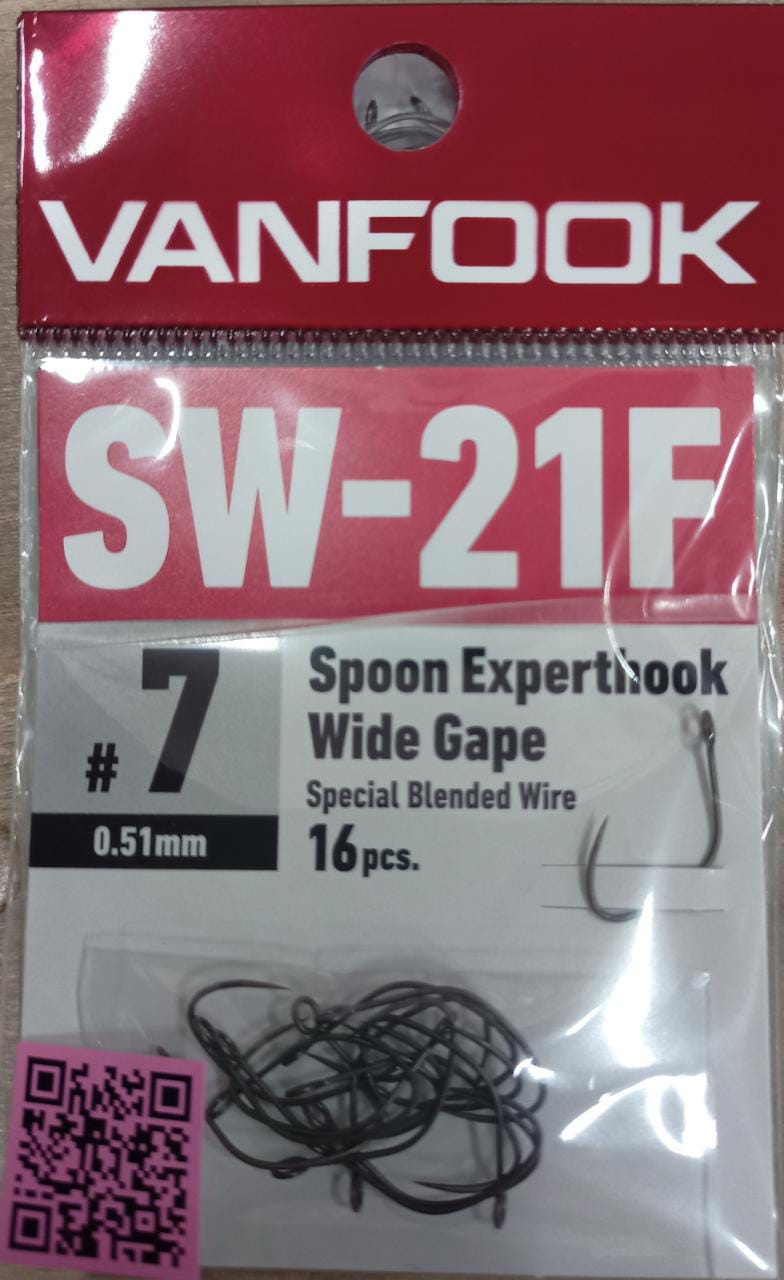 VANFOOK
SW-21F
# 7
0.51mm
Spoon Experthook
Wide Gape
Special Blended Wire
16 pcs.